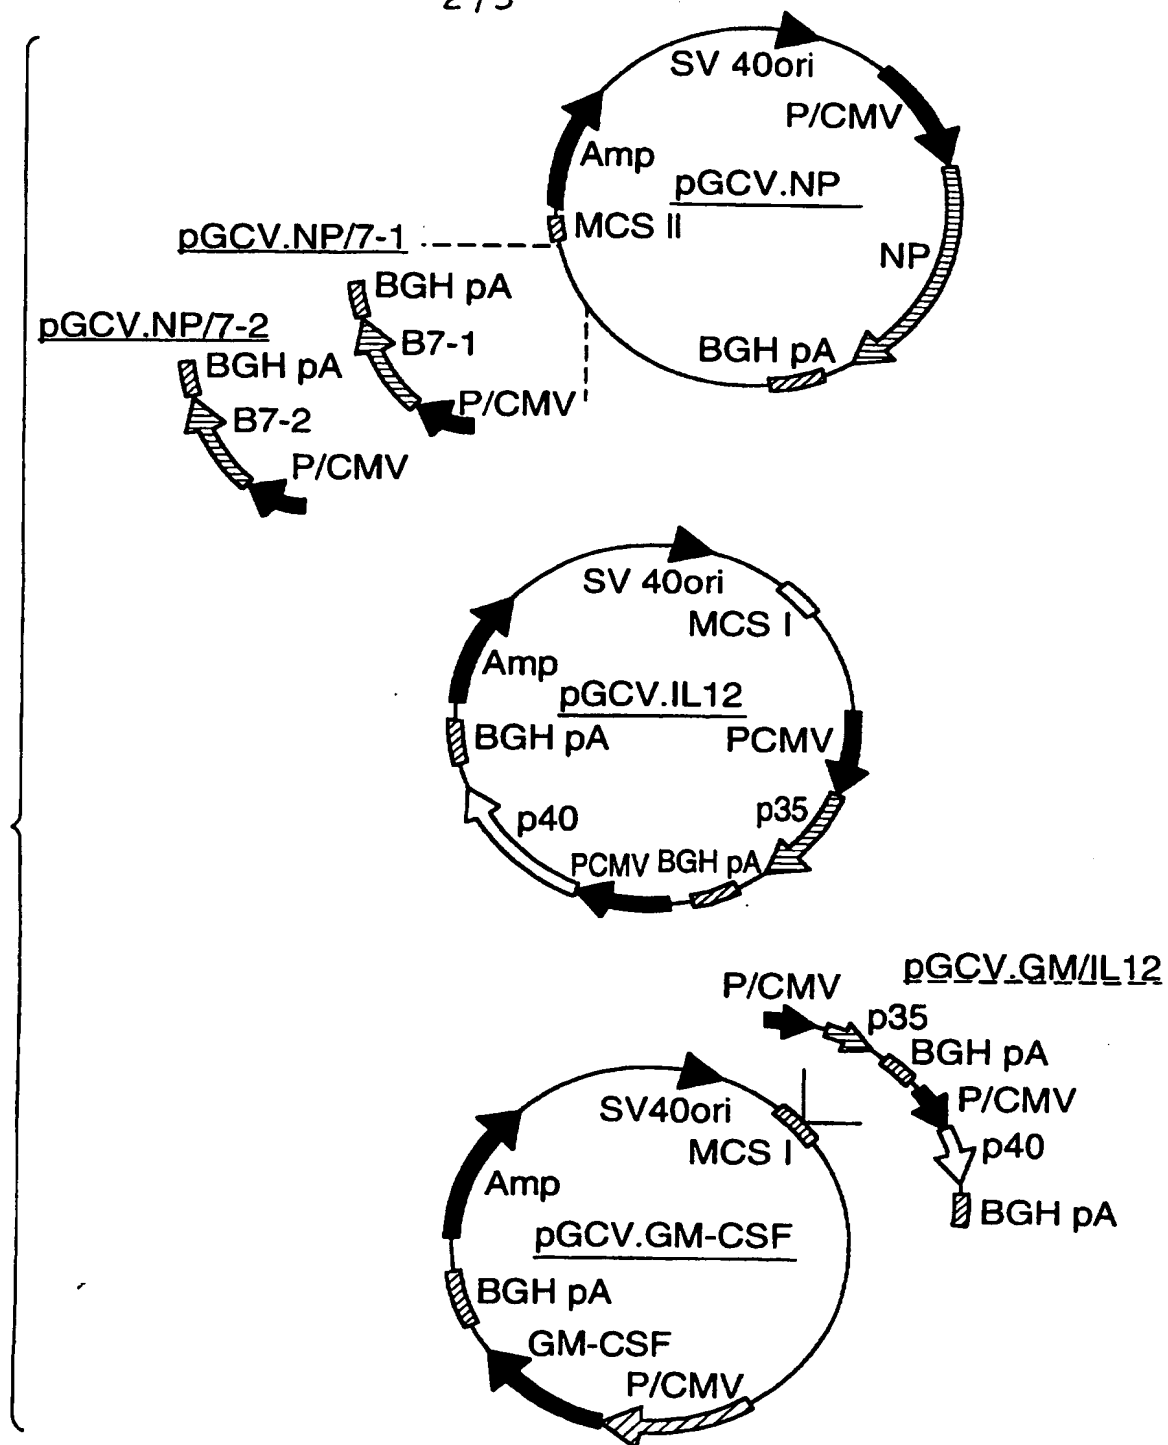 2/5
SV 40ori
P/CMV
Amp
pGCV.NP
MCS II
NP
BGH pA
pGCV.NP/7-1
BGH pA
B7-1
P/CMV
pGCV.NP/7-2
BGH pA
B7-2
P/CMV
SV 40ori
MCS I
Amp
pGCV.IL12
BGH pA
PCMV
p35
p40
PCMV BGH pA
pGCV.GM/IL12
P/CMV
p35
BGH pA
P/CMV
p40
BGH pA
SV40ori
MCS I
Amp
pGCV.GM-CSF
BGH pA
GM-CSF
P/CMV